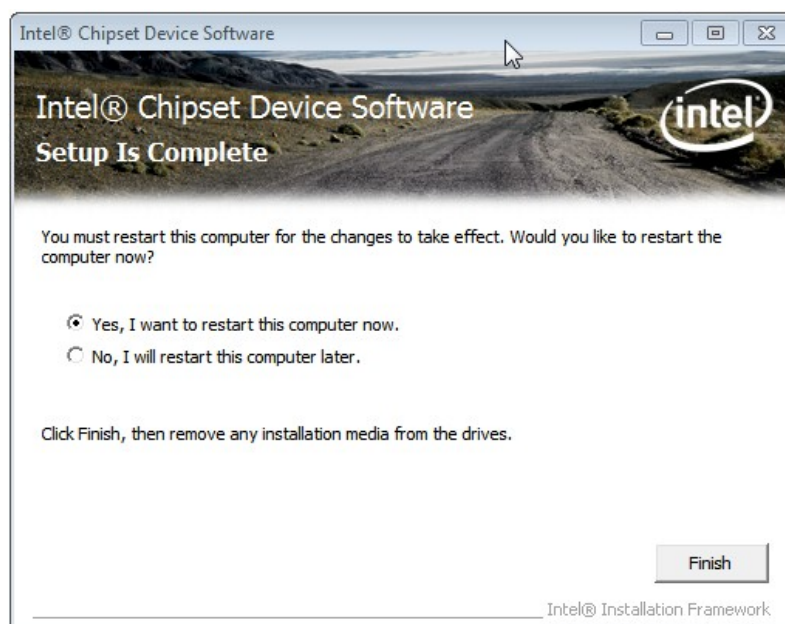 Intel® Chipset Device Software
Intel® Chipset Device Software
intel
Setup Is Complete
You must restart this computer for the changes to take effect. Would you like to restart the
computer now?
Yes, I want to restart this computer now.
No, I will restart this computer later.
Click Finish, then remove any installation media from the drives.
Finish
Intel® Installation Framework